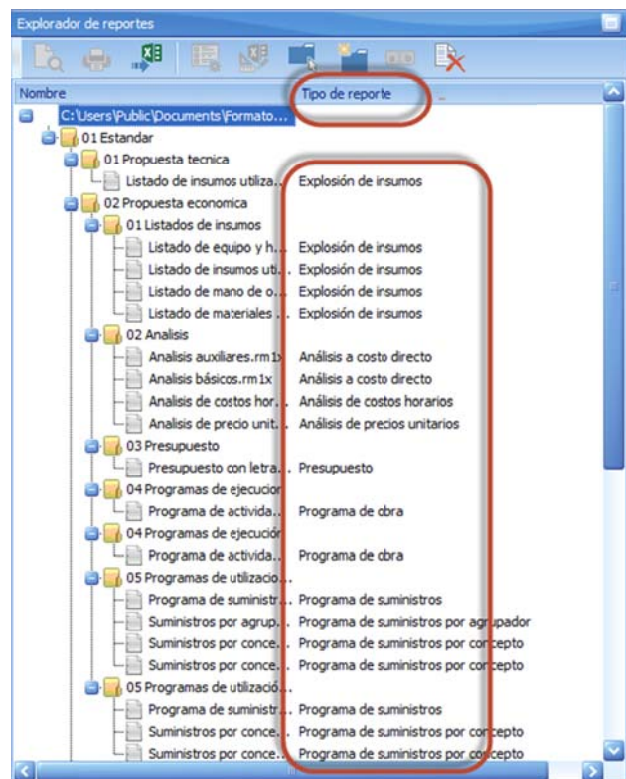 Explorador de reportes
Nombre Tipo de reporte
C:\Users\Public\Documents\Formato...
01 Estandar
01 Propuesta tecnica
Listado de insumos utiliza... Explosión de insumos
02 Propuesta economica
01 Listados de insumos
Listado de equipo y h... Explosión de insumos
Listado de insumos uti... Explosión de insumos
Listado de mano de o... Explosión de insumos
Listado de materiales ... Explosión de insumos
02 Analisis
Analisis auxiliares.rm1x Análisis a costo directo
Analisis básicos.rm1x Análisis a costo directo
Analisis de costos hor... Análisis de costos horarios
Analisis de precio unit... Análisis de precios unitarios
03 Presupuesto
Presupuesto con letra... Presupuesto
04 Programas de ejecucion
Programa de activida... Programa de obra
04 Programas de ejecución
Programa de activida... Programa de obra
05 Programas de utilizacio...
Programa de suministr... Programa de suministros
Suministros por agrup... Programa de suministros por agrupador
Suministros por conce... Programa de suministros por concepto
Suministros por conce... Programa de suministros por concepto
05 Programas de utilizació...
Programa de suministr... Programa de suministros
Suministros por conce... Programa de suministros por concepto
Suministros por conce... Programa de suministros por concepto